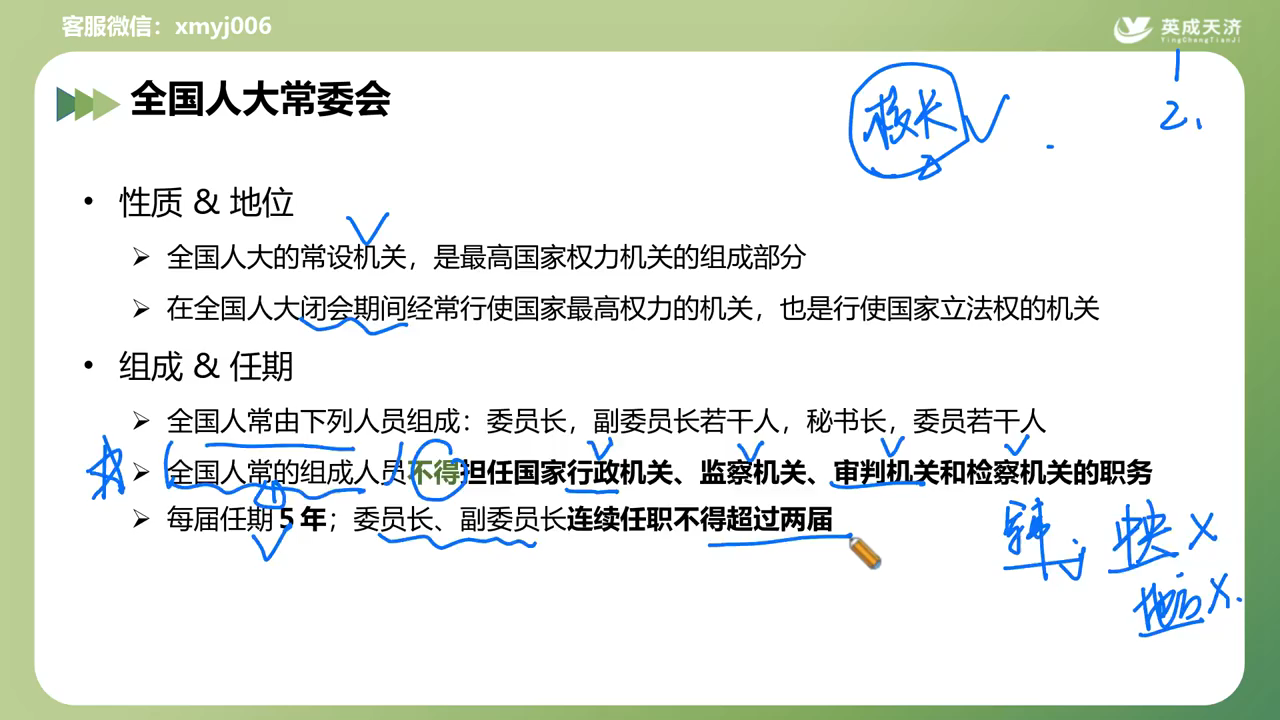 客服微信：xmyj006
英成天济
YingChengTianJi
全国人大常委会
校长
1
2、
• 性质 & 地位
全国人大的常设机关，是最高国家权力机关的组成部分
在全国人大闭会期间经常行使国家最高权力的机关，也是行使国家立法权的机关
• 组成 & 任期
全国人常由下列人员组成：委员长，副委员长若干人，秘书长，委员若干人
全国人常的组成人员不得担任国家行政机关、监察机关、审判机关和检察机关的职务
每届任期 5 年；委员长、副委员长连续任职不得超过两届